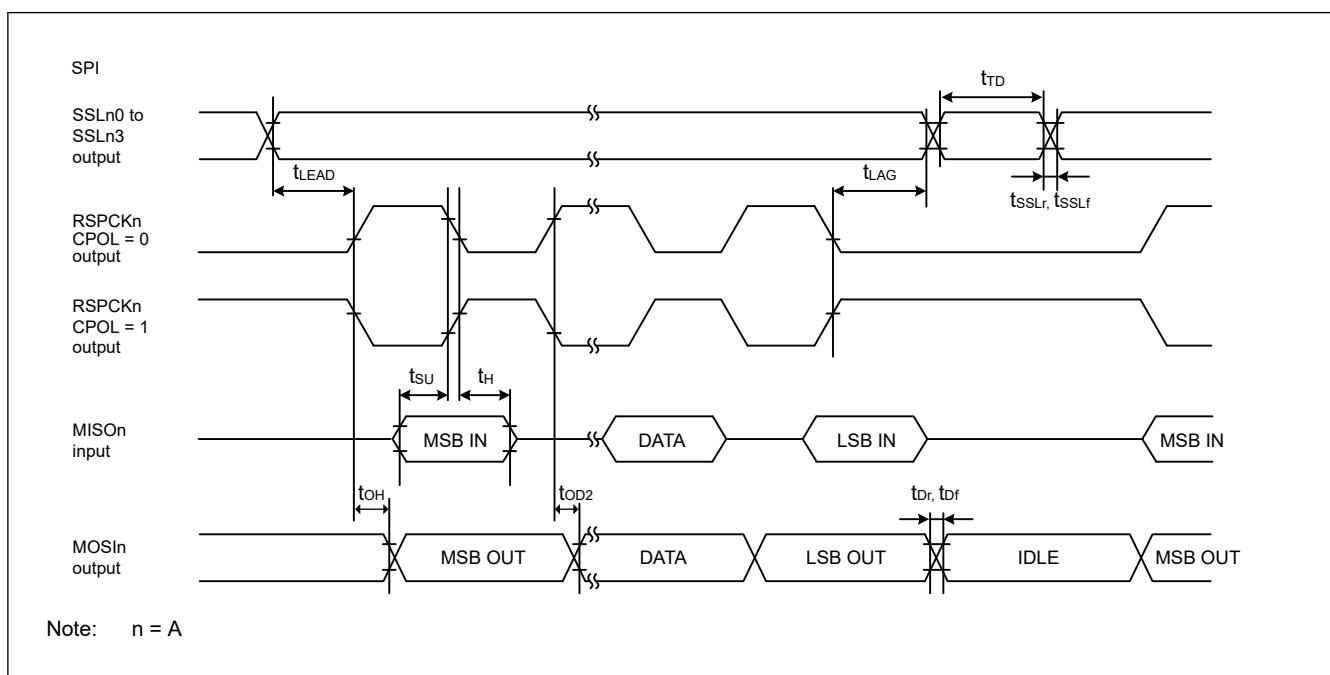 SPI
SSLn0 to
SSLn3
output
tTD
tLEAD
tLAG
tSSLr, tSSLf
RSPCKn
CPOL = 0
output
RSPCKn
CPOL = 1
output
tSU
tH
MISOn
input
MSB IN
DATA
LSB IN
MSB IN
tOH
tOD2
tDr, tDf
MOSIn
output
MSB OUT
DATA
LSB OUT
IDLE
MSB OUT
Note: n = A